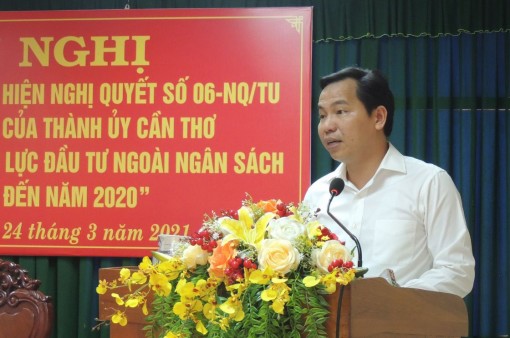 NGHỊ
HIỆN NGHỊ QUYẾT SỐ 06-NQ/TU
CỦA THÀNH ỦY CẦN THƠ
LỰC ĐẦU TƯ NGOÀI NGÂN SÁCH
ĐẾN NĂM 2020”
24 tháng 3 năm 2021